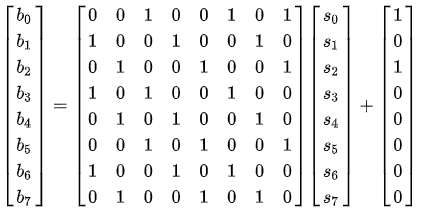 b₀ 0 0 1 0 0 1 0 1 s₀ 1
b₁ 1 0 0 1 0 0 1 0 s₁ 0
b₂ 0 1 0 0 1 0 0 1 s₂ 1
b₃ = 1 0 1 0 0 1 0 0 s₃ + 0
b₄ 0 1 0 1 0 0 1 0 s₄ 0
b₅ 0 0 1 0 1 0 0 1 s₅ 0
b₆ 1 0 0 1 0 1 0 0 s₆ 0
b₇ 0 1 0 0 1 0 1 0 s₇ 0